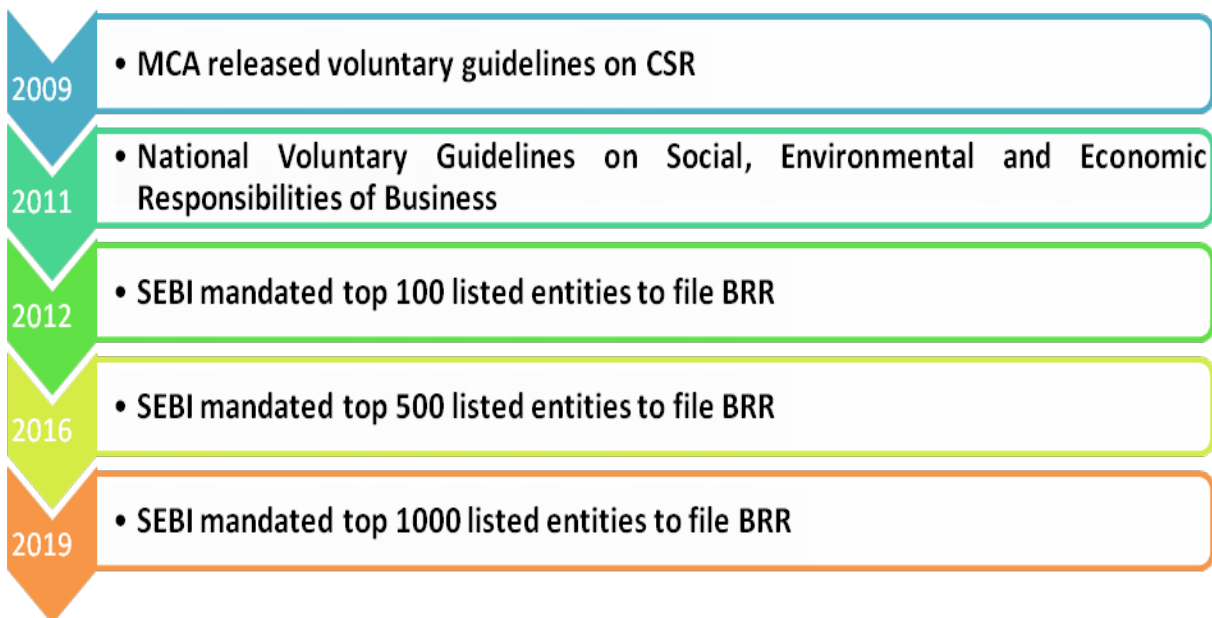 2009
• MCA released voluntary guidelines on CSR
2011
• National Voluntary Guidelines on Social, Environmental and Economic
Responsibilities of Business
2012
• SEBI mandated top 100 listed entities to file BRR
2016
• SEBI mandated top 500 listed entities to file BRR
2019
• SEBI mandated top 1000 listed entities to file BRR